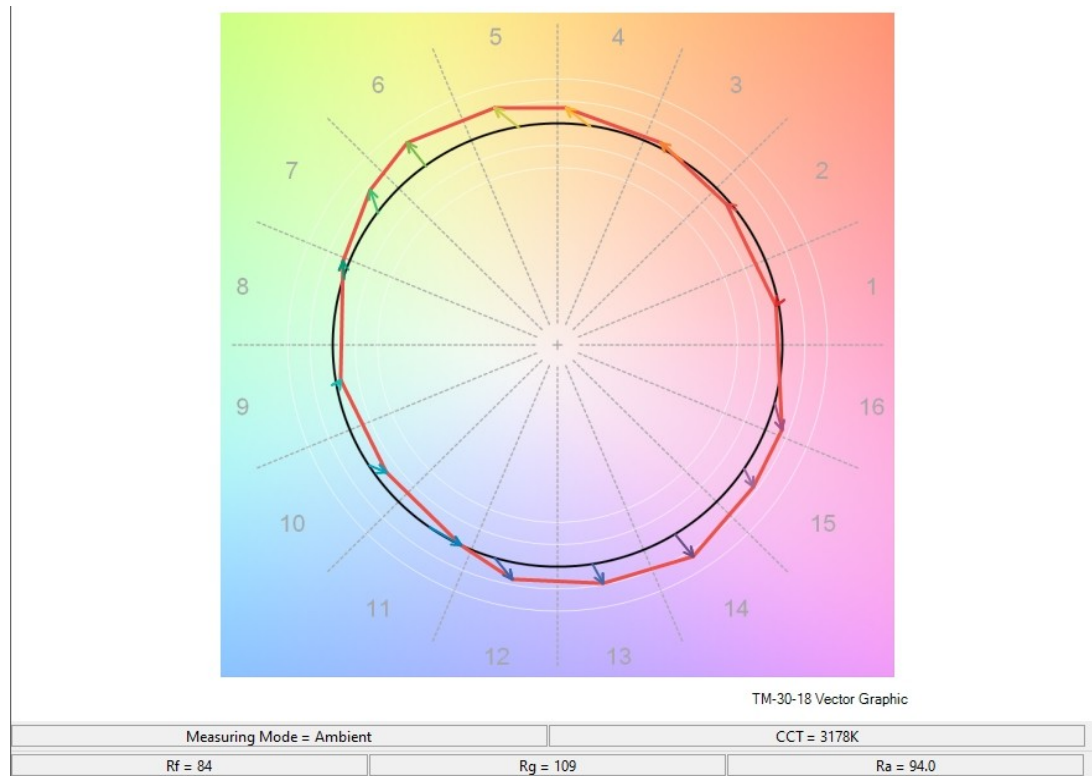 5 4
6 3
7 2
8 1
9 16
10 15
11 14
12 13
TM-30-18 Vector Graphic
Measuring Mode = Ambient CCT = 3178K
Rf = 84 Rg = 109 Ra = 94.0